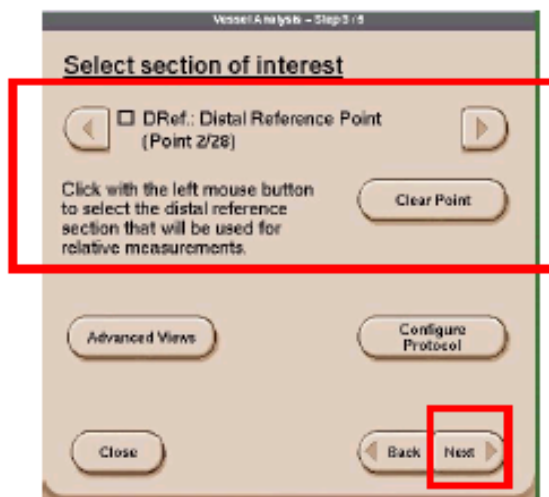 Vessel Analysis - Step 3 / 6
Select section of interest
DRef.: Distal Reference Point
(Point 2/28)
Click with the left mouse button
to select the distal reference
section that will be used for
relative measurements.
Clear Point
Advanced Views
Configure
Protocol
Close
Back
Next